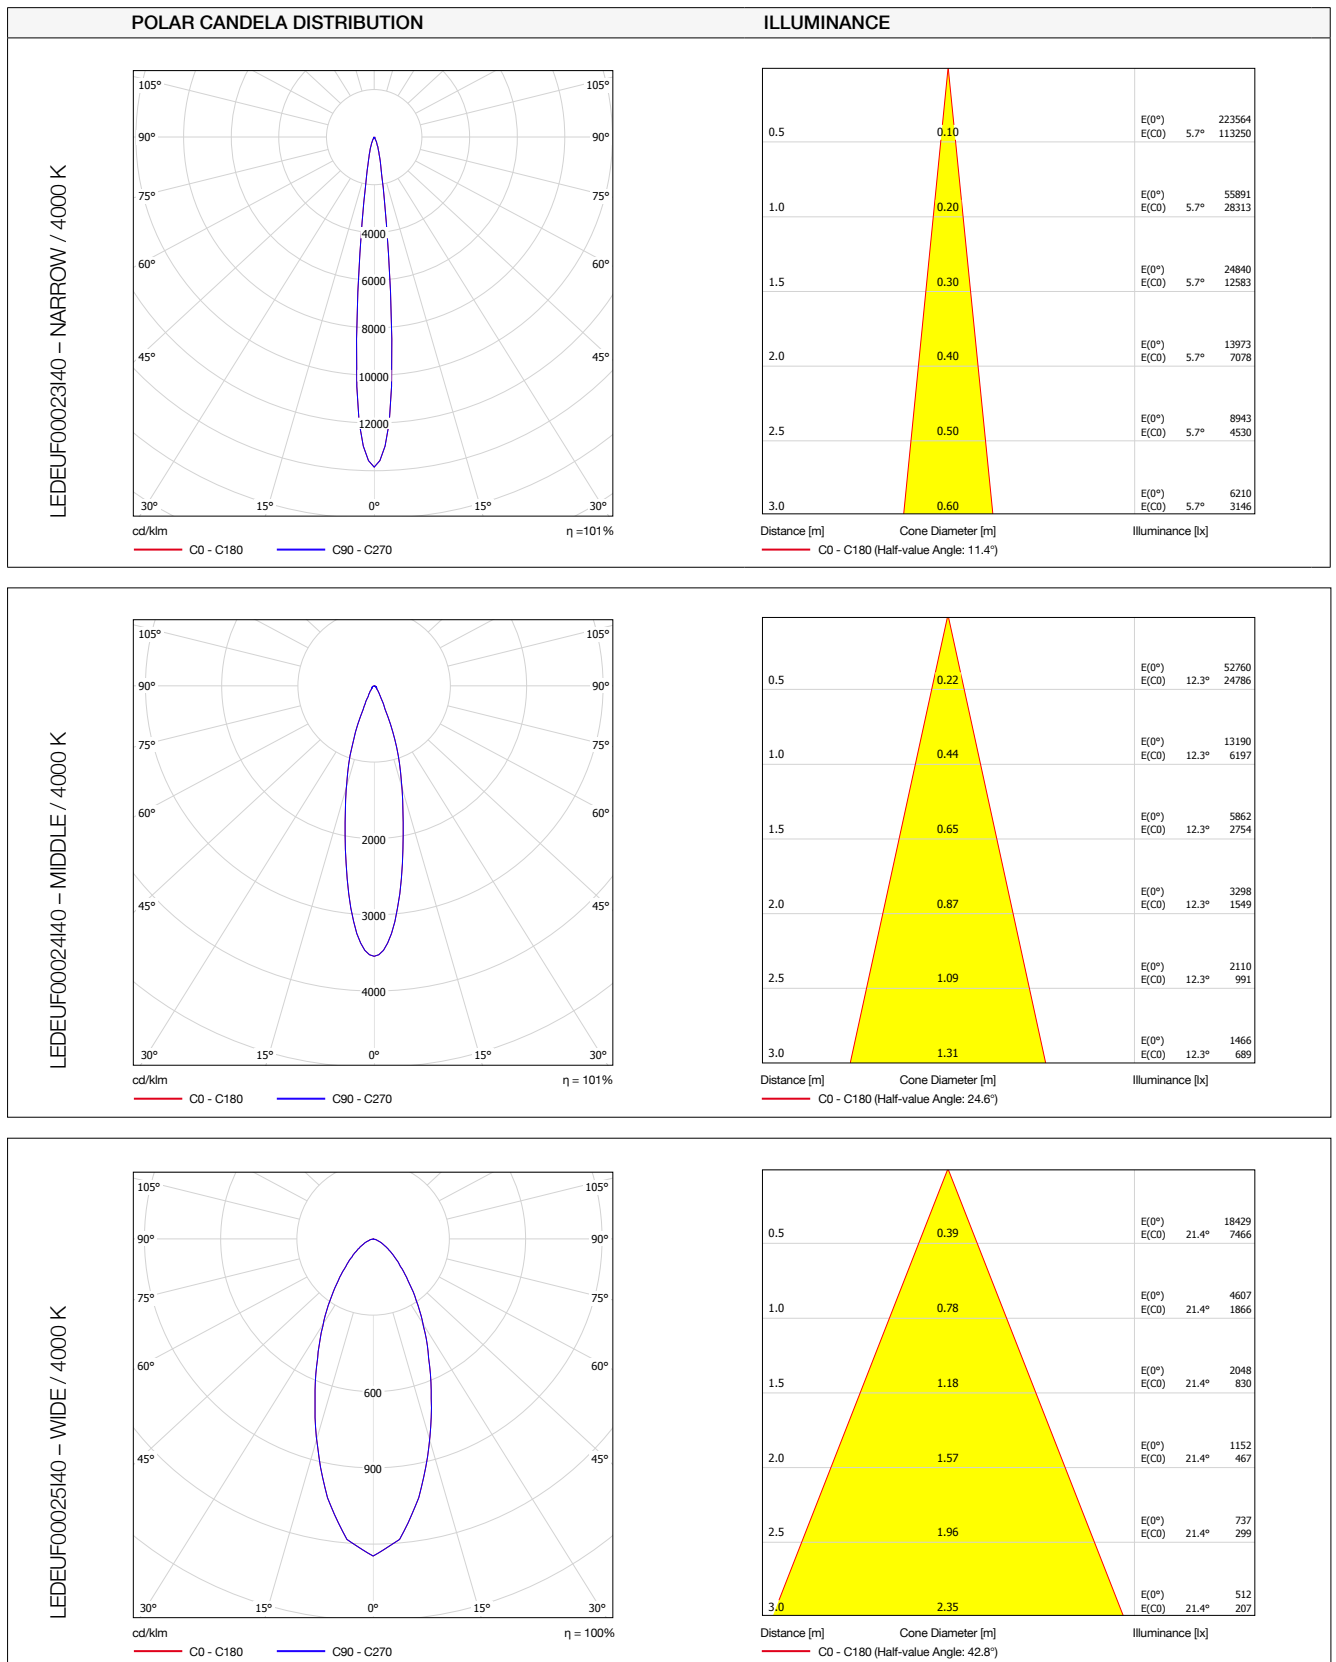 POLAR CANDELA DISTRIBUTION ILLUMINANCE
LEDEUF00023I40 – NARROW / 4000 K
105° 105°
90° 90°
75° 75°
60° 60°
45° 45°
4000
6000
8000
10000
12000
30° 15° 0° 15° 30°
cd/klm η =101%
C0 - C180 C90 - C270
E(0°) 223564
0.5 0.10 E(C0) 5.7° 113250
E(0°) 55891
1.0 0.20 E(C0) 5.7° 28313
E(0°) 24840
1.5 0.30 E(C0) 5.7° 12583
E(0°) 13973
2.0 0.40 E(C0) 5.7° 7078
E(0°) 8943
2.5 0.50 E(C0) 5.7° 4530
E(0°) 6210
3.0 0.60 E(C0) 5.7° 3146
Distance [m] Cone Diameter [m] Illuminance [lx]
C0 - C180 (Half-value Angle: 11.4°)
LEDEUF00024I40 – MIDDLE / 4000 K
105° 105°
90° 90°
75° 75°
60° 60°
45° 45°
2000
3000
4000
30° 15° 0° 15° 30°
cd/klm η = 101%
C0 - C180 C90 - C270
E(0°) 52760
0.5 0.22 E(C0) 12.3° 24786
E(0°) 13190
1.0 0.44 E(C0) 12.3° 6197
E(0°) 5862
1.5 0.65 E(C0) 12.3° 2754
E(0°) 3298
2.0 0.87 E(C0) 12.3° 1549
E(0°) 2110
2.5 1.09 E(C0) 12.3° 991
E(0°) 1466
3.0 1.31 E(C0) 12.3° 689
Distance [m] Cone Diameter [m] Illuminance [lx]
C0 - C180 (Half-value Angle: 24.6°)
LEDEUF00025I40 – WIDE / 4000 K
105° 105°
90° 90°
75° 75°
60° 60°
45° 45°
600
900
30° 15° 0° 15° 30°
cd/klm η = 100%
C0 - C180 C90 - C270
E(0°) 18429
0.5 0.39 E(C0) 21.4° 7466
E(0°) 4607
1.0 0.78 E(C0) 21.4° 1866
E(0°) 2048
1.5 1.18 E(C0) 21.4° 830
E(0°) 1152
2.0 1.57 E(C0) 21.4° 467
E(0°) 737
2.5 1.96 E(C0) 21.4° 299
E(0°) 512
3.0 2.35 E(C0) 21.4° 207
Distance [m] Cone Diameter [m] Illuminance [lx]
C0 - C180 (Half-value Angle: 42.8°)